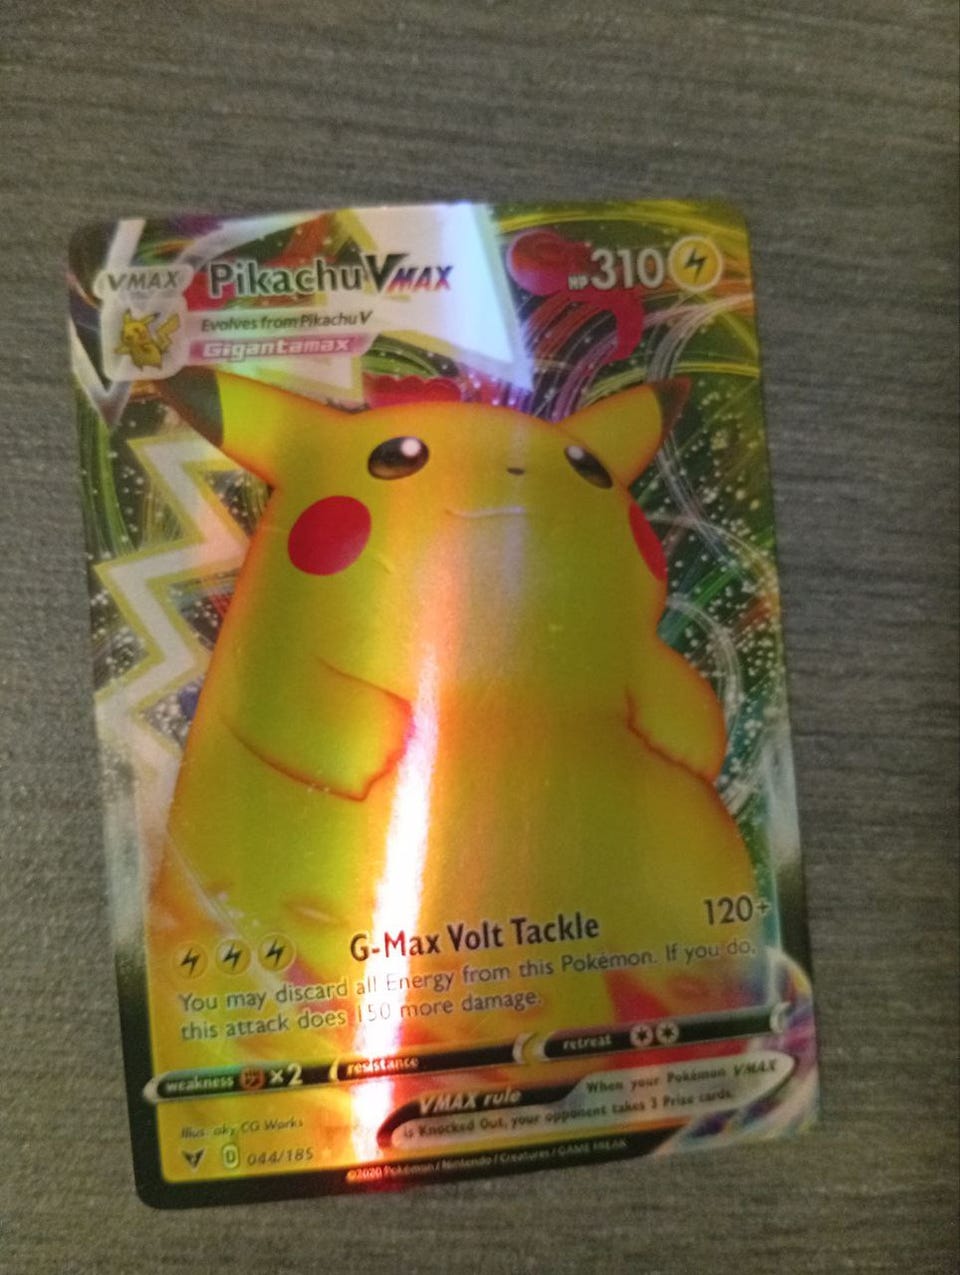 VMAX Pikachu VMAX HP 310
Evolves from Pikachu V
Gigantamax
G-Max Volt Tackle 120+
You may discard all Energy from this Pokémon. If you do,
this attack does 150 more damage.
weakness ×2 resistance retreat
VMAX rule When your Pokémon VMAX
is Knocked Out, your opponent takes 3 Prize cards.
Illus. aky CG Works
D 044/185
©2020 Pokémon / Nintendo / Creatures / GAME FREAK